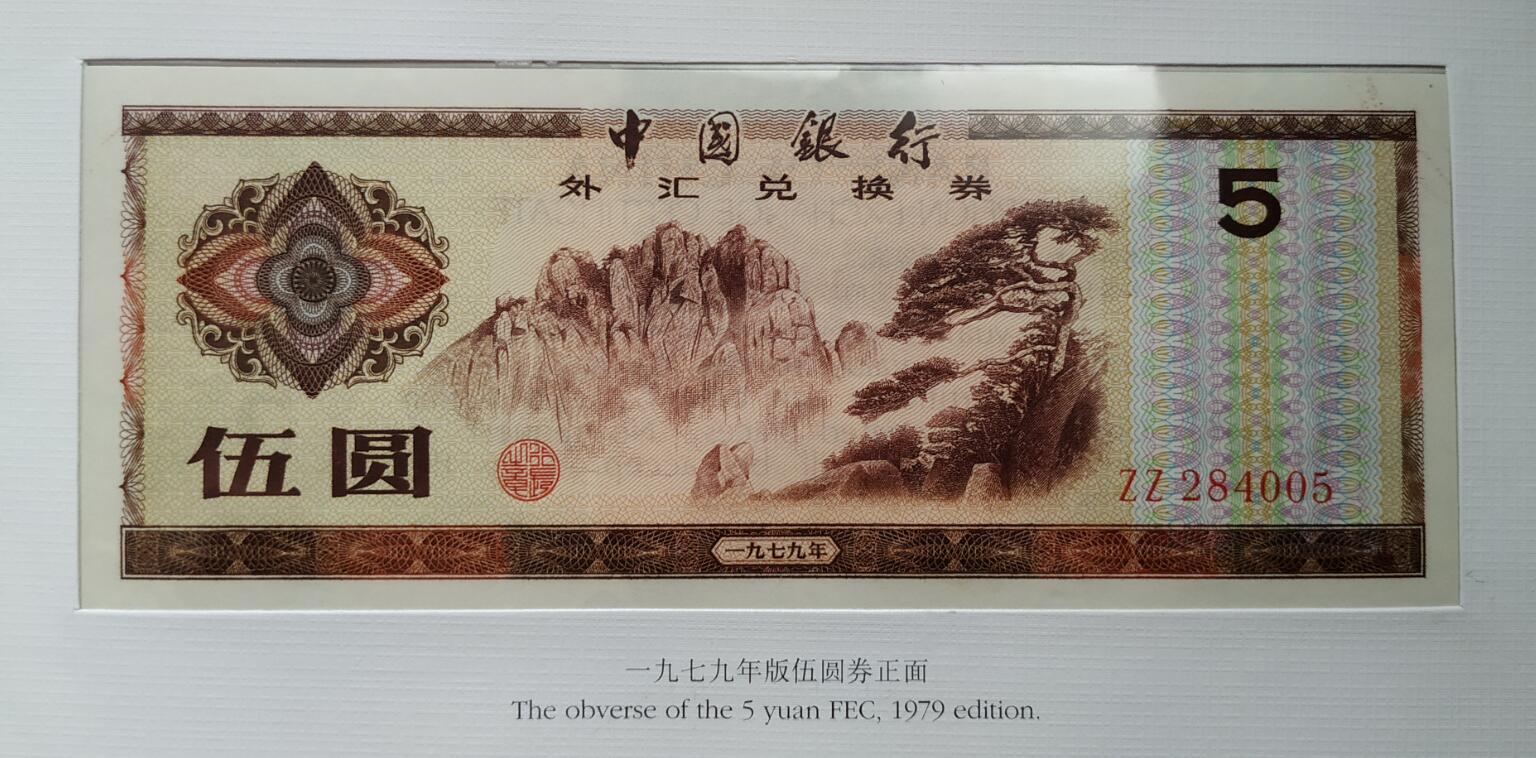 中國銀行
外汇兑换券
5
伍圆
ZZ 284005
一九七九年
一九七九年版伍圆券正面
The obverse of the 5 yuan FEC, 1979 edition.